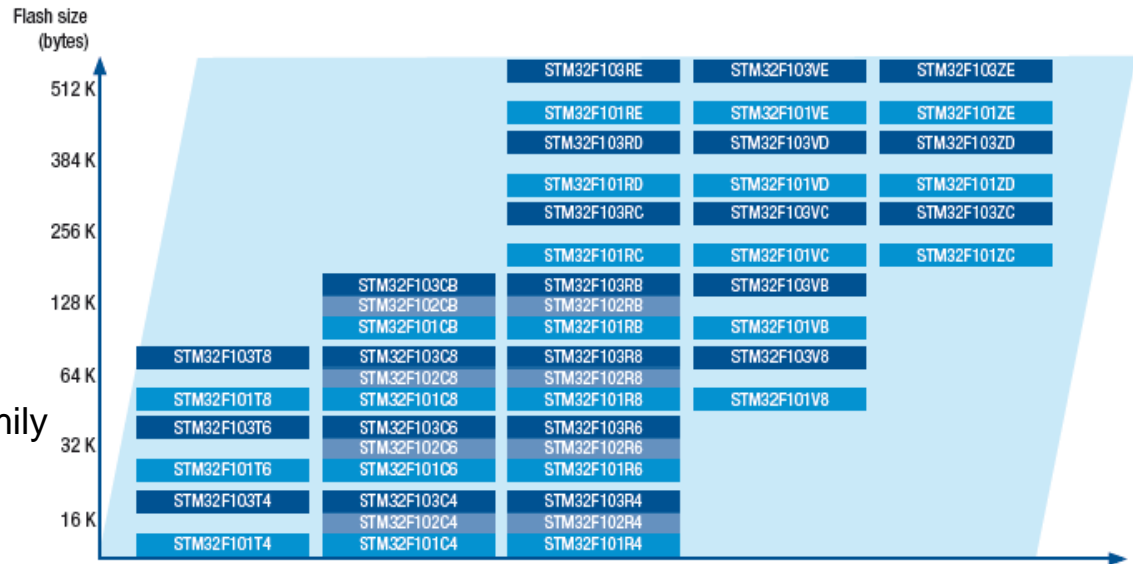 Flash size
(bytes)
512 K
STM32F103RE STM32F103VE STM32F103ZE
STM32F101RE STM32F101VE STM32F101ZE
384 K
STM32F103RD STM32F103VD STM32F103ZD
STM32F101RD STM32F101VD STM32F101ZD
256 K
STM32F103RC STM32F103VC STM32F103ZC
STM32F101RC STM32F101VC STM32F101ZC
128 K
STM32F103CB STM32F103RB STM32F103VB
STM32F102CB STM32F102RB
STM32F101CB STM32F101RB STM32F101VB
64 K
STM32F103T8 STM32F103C8 STM32F103R8 STM32F103V8
STM32F102C8 STM32F102R8
STM32F101T8 STM32F101C8 STM32F101R8 STM32F101V8
32 K
STM32F103T6 STM32F103C6 STM32F103R6
STM32F102C6 STM32F102R6
STM32F101T6 STM32F101C6 STM32F101R6
16 K
STM32F103T4 STM32F103C4 STM32F103R4
STM32F102C4 STM32F102R4
STM32F101T4 STM32F101C4 STM32F101R4